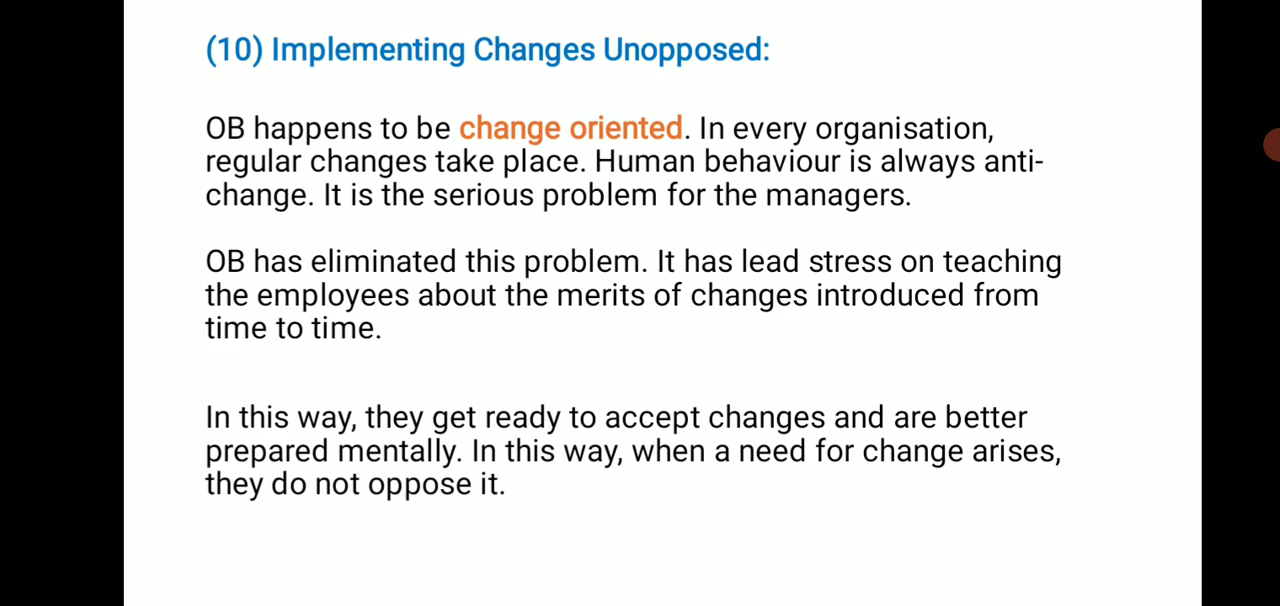 (10) Implementing Changes Unopposed:
OB happens to be change oriented. In every organisation,
regular changes take place. Human behaviour is always anti-
change. It is the serious problem for the managers.
OB has eliminated this problem. It has lead stress on teaching
the employees about the merits of changes introduced from
time to time.
In this way, they get ready to accept changes and are better
prepared mentally. In this way, when a need for change arises,
they do not oppose it.